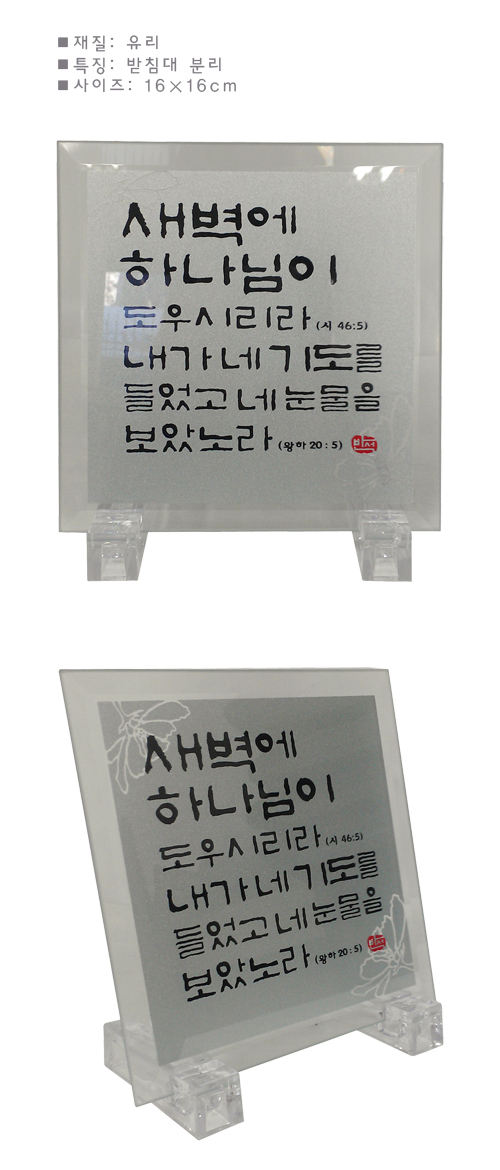 ■재질: 유리
■특징: 받침대 분리
■사이즈: 16×16cm
새벽에
하나님이
도우시리라 (시 46:5)
내가 네 기도를
들었고 네 눈물을
보았노라 (왕하 20:5)
새벽에
하나님이
도우시리라 (시 46:5)
내가 네 기도를
들었고 네 눈물을
보았노라 (왕하 20:5)